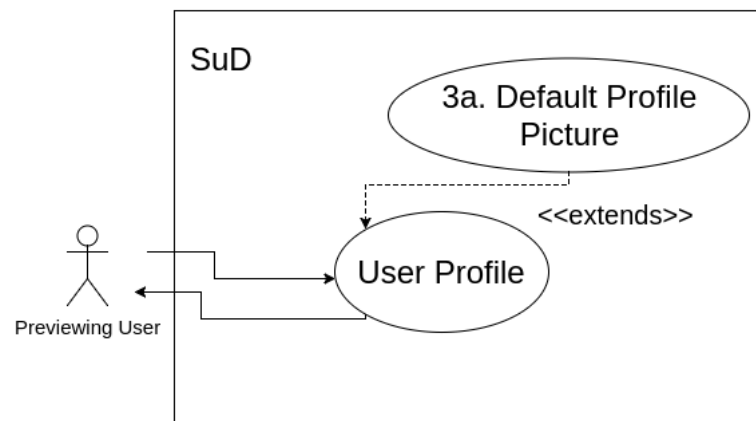 SuD
3a. Default Profile
Picture
<<extends>>
User Profile
Previewing User